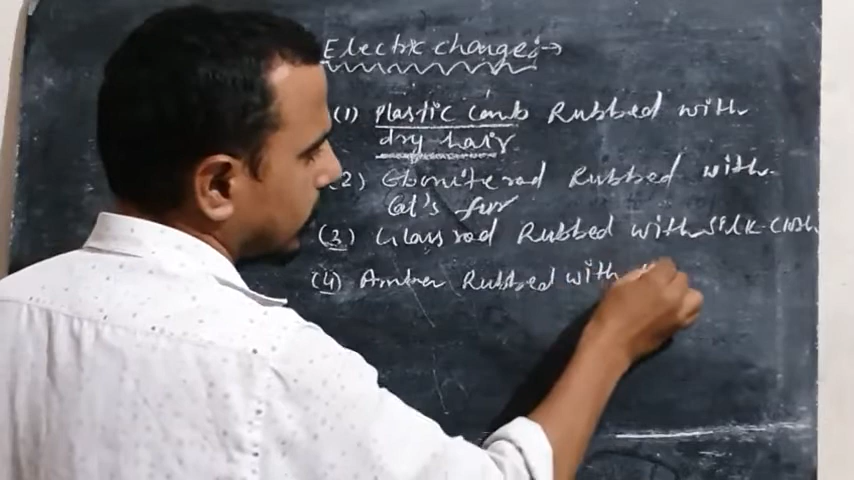 Electric change:→
(1) Plastic comb Rubbed with
dry hair
(2) Ebonite rod Rubbed with
Cat's fur
(3) Glass rod Rubbed with silk-cloth
(4) Amber Rubbed with